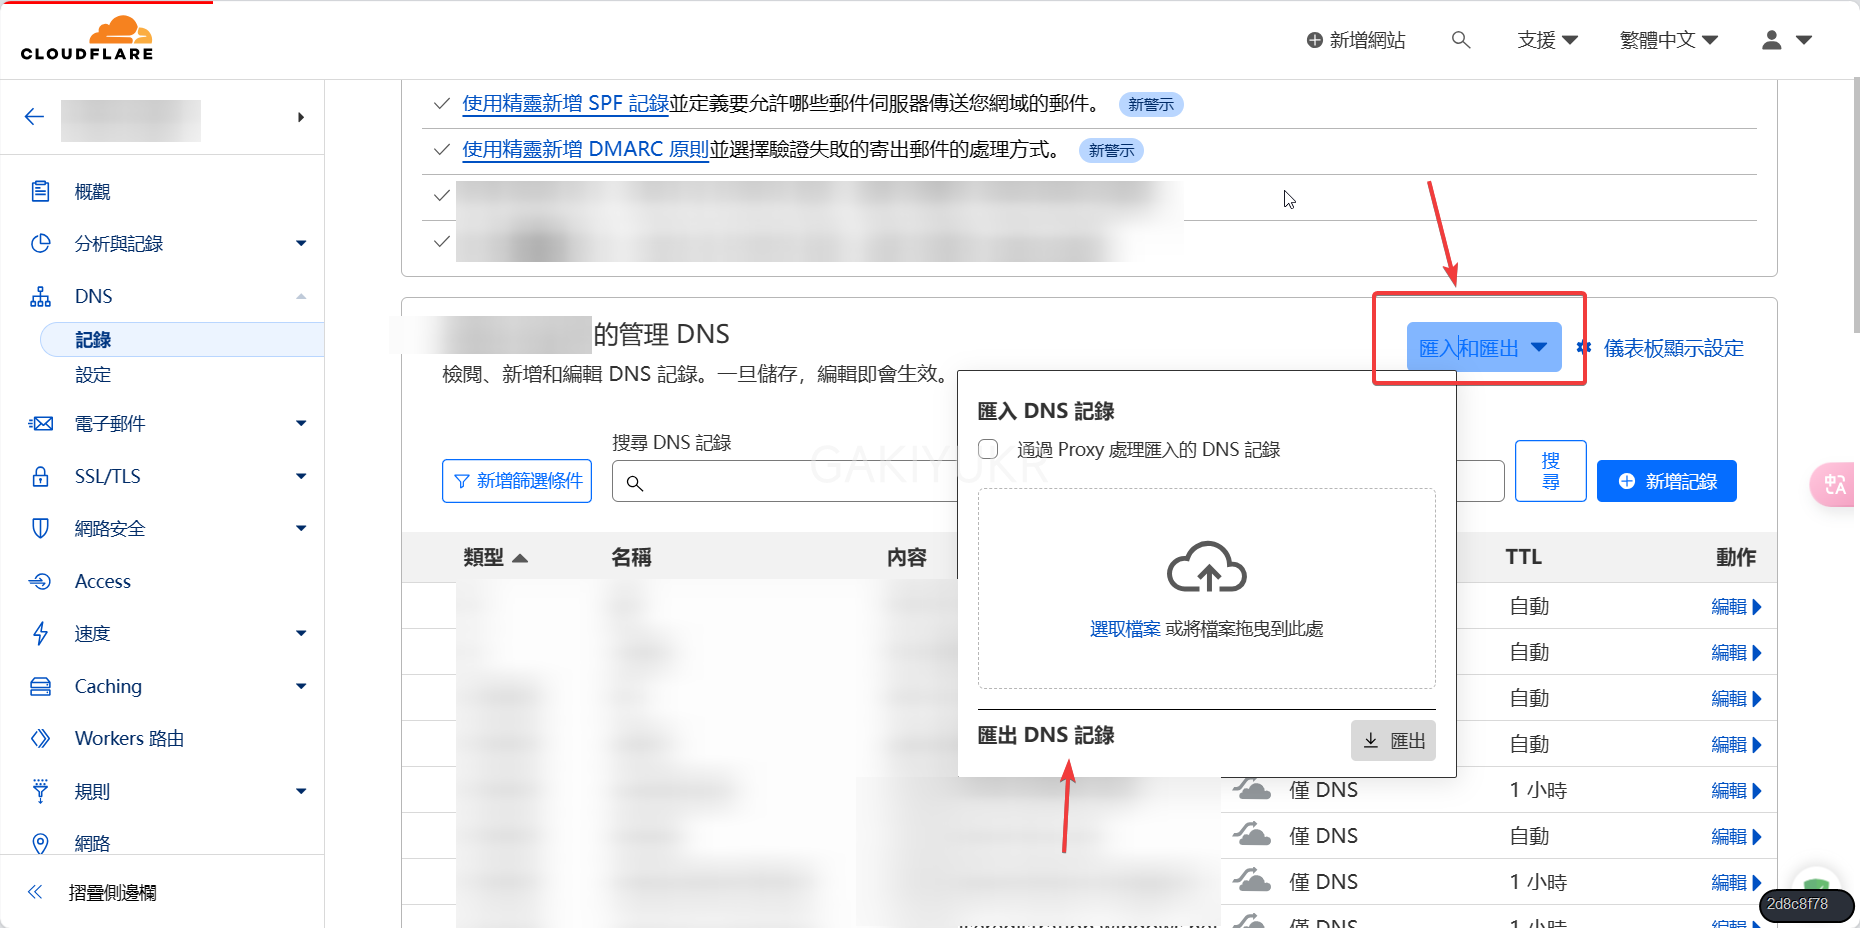 CLOUDFLARE
新增網站
支援
繁體中文
使用精靈新增 SPF 記錄並定義要允許哪些郵件伺服器傳送您網域的郵件。 新警示
使用精靈新增 DMARC 原則並選擇驗證失敗的寄出郵件的處理方式。 新警示
概觀
分析與記錄
DNS
記錄
設定
電子郵件
SSL/TLS
網路安全
Access
速度
Caching
Workers 路由
規則
網路
摺疊側邊欄
的管理 DNS
匯入和匯出
儀表板顯示設定
檢閱、新增和編輯 DNS 記錄。一旦儲存，編輯即會生效。
新增篩選條件
搜尋 DNS 記錄
搜
尋
新增記錄
GAKIYUKR
匯入 DNS 記錄
通過 Proxy 處理匯入的 DNS 記錄
選取檔案 或將檔案拖曳到此處
匯出 DNS 記錄
匯出
類型 名稱 內容 TTL 動作
自動 編輯
自動 編輯
自動 編輯
自動 編輯
僅 DNS 1 小時 編輯
僅 DNS 自動 編輯
僅 DNS 1 小時 編輯
僅 DNS 1 小時 編輯
2d8c8f78
中A